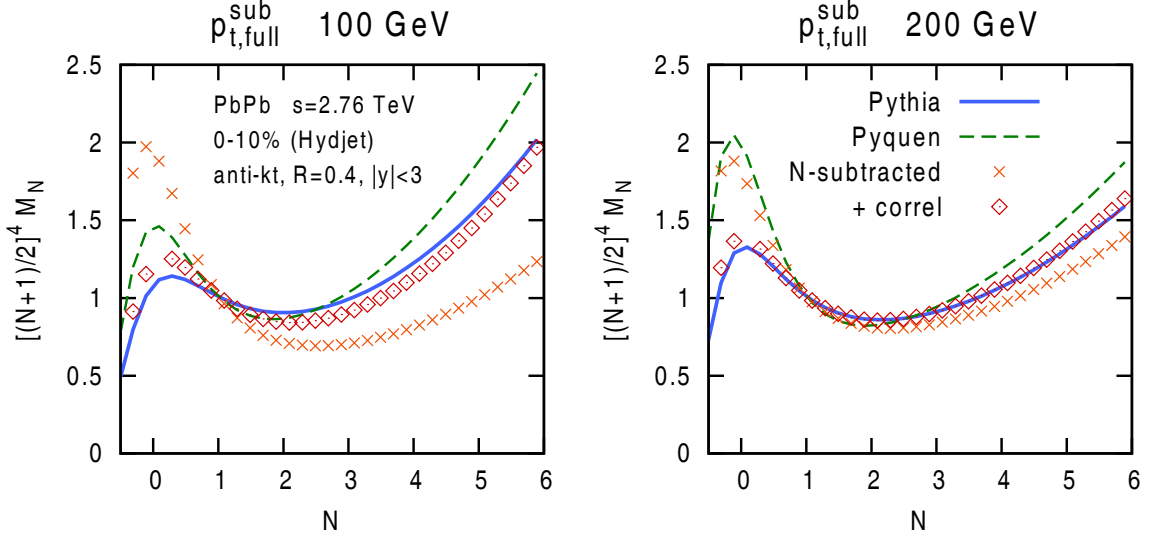 p_{t,full}^{sub} 100 GeV
[(N+1)/2]^4 M_N
2.5
2
1.5
1
0.5
0
PbPb s=2.76 TeV
0-10% (Hydjet)
anti-kt, R=0.4, |y|<3
0 1 2 3 4 5 6
N
p_{t,full}^{sub} 200 GeV
[(N+1)/2]^4 M_N
2.5
2
1.5
1
0.5
0
Pythia
Pyquen
N-subtracted
+ correl
0 1 2 3 4 5 6
N